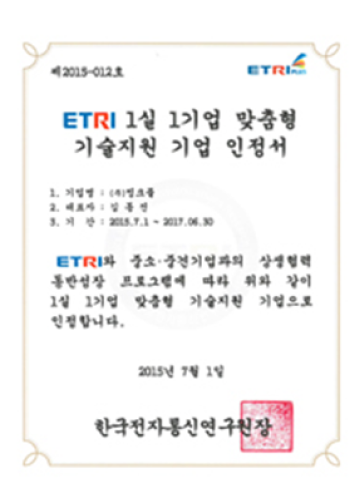 제2015-012호
ETRI
ETRI 1실 1기업 맞춤형
기술지원 기업 인정서
1. 기업명 : (주)링크플
2. 대표자 : 김동진
3. 기 간 : 2015.7.1 ~ 2017.06.30
ETRI와 중소·중견기업과의 상생협력
동반성장 프로그램에 따라 위와 같이
1실 1기업 맞춤형 기술지원 기업으로
인정합니다.
2015년 7월 1일
한국전자통신연구원장